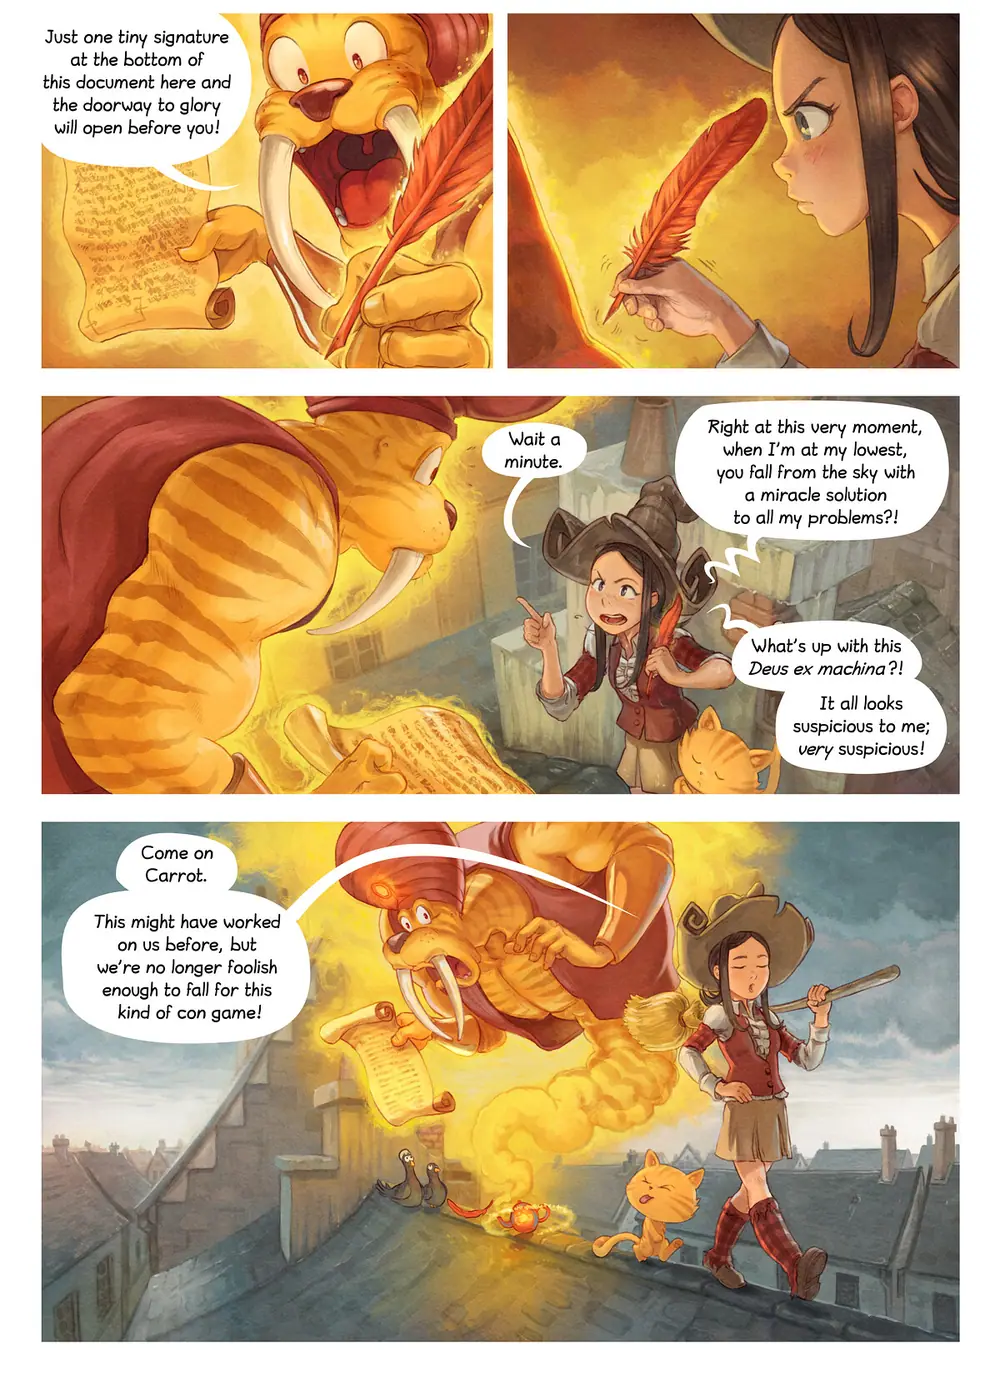 Just one tiny signature
at the bottom of
this document here and
the doorway to glory
will open before you!
Wait a
minute.
Right at this very moment,
when I'm at my lowest,
you fall from the sky with
a miracle solution
to all my problems?!
What's up with this
Deus ex machina?!
It all looks
suspicious to me;
very suspicious!
Come on
Carrot.
This might have worked
on us before, but
we're no longer foolish
enough to fall for this
kind of con game!